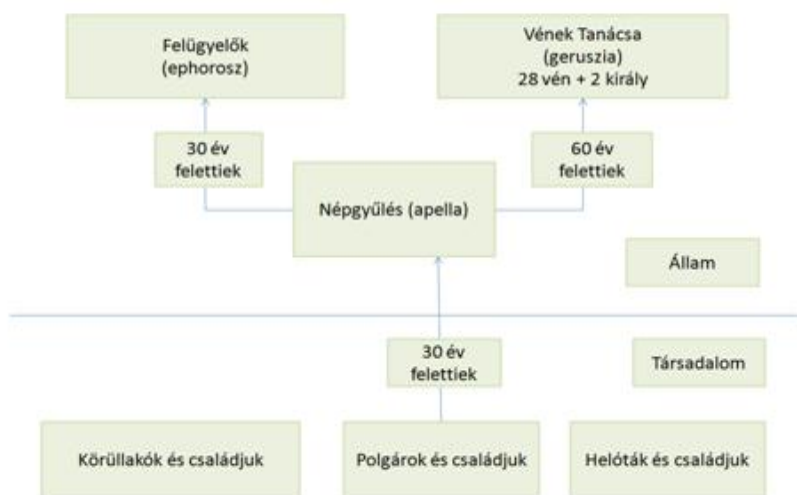 Felügyelők
(ephorosz)
Vének Tanácsa
(geruszia)
28 vén + 2 király
30 év
felettiek
60 év
felettiek
Népgyűlés (apella)
Állam
30 év
felettiek
Társadalom
Körüllakók és családjuk
Polgárok és családjuk
Helóták és családjuk